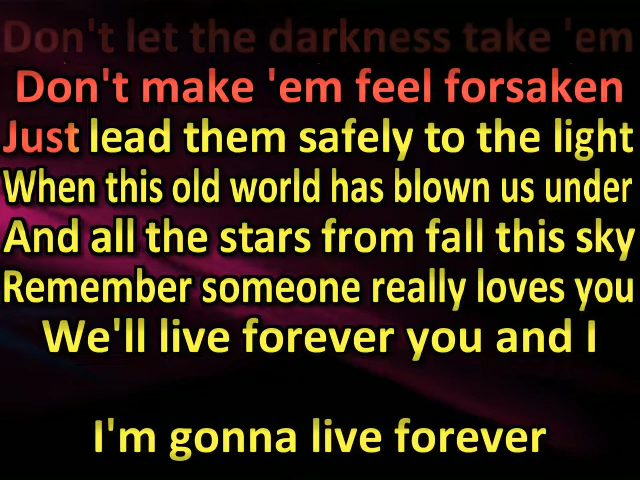 Don't let the darkness take 'em
Don't make 'em feel forsaken
Just lead them safely to the light
When this old world has blown us under
And all the stars from fall this sky
Remember someone really loves you
We'll live forever you and I
I'm gonna live forever